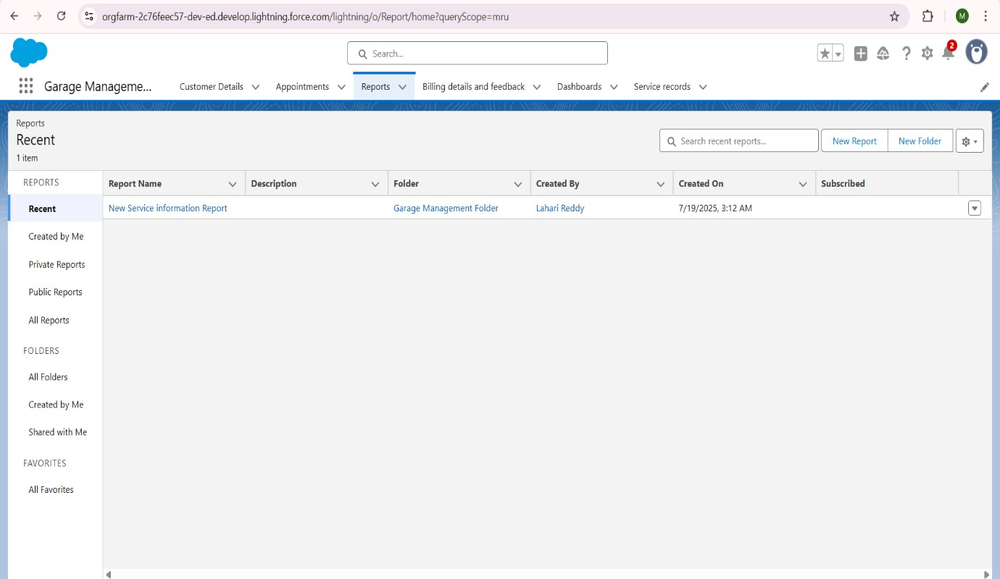 orgfarm-2c76feec57-dev-ed.develop.lightning.force.com/lightning/o/Report/home?queryScope=mru
M
Search...
2
Garage Manageme...
Customer Details
Appointments
Reports
Billing details and feedback
Dashboards
Service records
Reports
Recent
1 item
Search recent reports...
New Report
New Folder
REPORTS
Recent
Created by Me
Private Reports
Public Reports
All Reports
FOLDERS
All Folders
Created by Me
Shared with Me
FAVORITES
All Favorites
Report Name Description Folder Created By Created On Subscribed
New Service information Report Garage Management Folder Lahari Reddy 7/19/2025, 3:12 AM